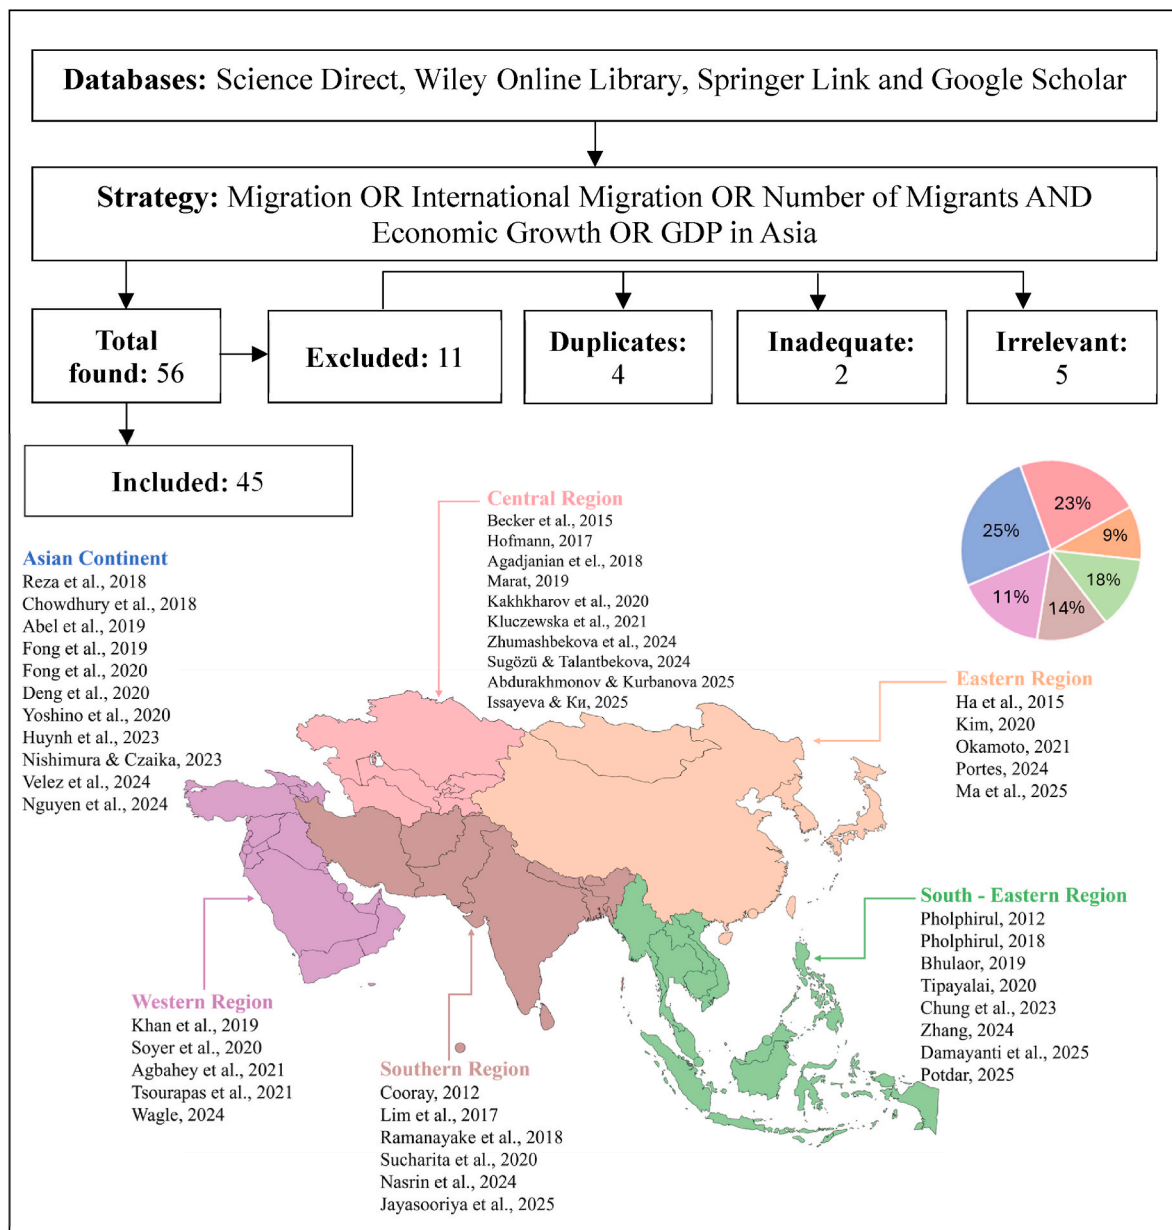 Databases: Science Direct, Wiley Online Library, Springer Link and Google Scholar
Strategy: Migration OR International Migration OR Number of Migrants AND
Economic Growth OR GDP in Asia
Total
found: 56
Excluded: 11
Duplicates:
4
Inadequate:
2
Irrelevant:
5
Included: 45
23%
9%
18%
14%
11%
25%
Asian Continent
Reza et al., 2018
Chowdhury et al., 2018
Abel et al., 2019
Fong et al., 2019
Fong et al., 2020
Deng et al., 2020
Yoshino et al., 2020
Huynh et al., 2023
Nishimura & Czaika, 2023
Velez et al., 2024
Nguyen et al., 2024
Central Region
Becker et al., 2015
Hofmann, 2017
Agadjanian et el., 2018
Marat, 2019
Kakhkharov et al., 2020
Kluczewska et al., 2021
Zhumashbekova et al., 2024
Sugözü & Talantbekova, 2024
Abdurakhmonov & Kurbanova 2025
Issayeva & Ки, 2025
Eastern Region
Ha et al., 2015
Kim, 2020
Okamoto, 2021
Portes, 2024
Ma et al., 2025
South - Eastern Region
Pholphirul, 2012
Pholphirul, 2018
Bhulaor, 2019
Tipayalai, 2020
Chung et al., 2023
Zhang, 2024
Damayanti et al., 2025
Potdar, 2025
Western Region
Khan et al., 2019
Soyer et al., 2020
Agbahey et al., 2021
Tsourapas et al., 2021
Wagle, 2024
Southern Region
Cooray, 2012
Lim et al., 2017
Ramanayake et al., 2018
Sucharita et al., 2020
Nasrin et al., 2024
Jayasooriya et al., 2025